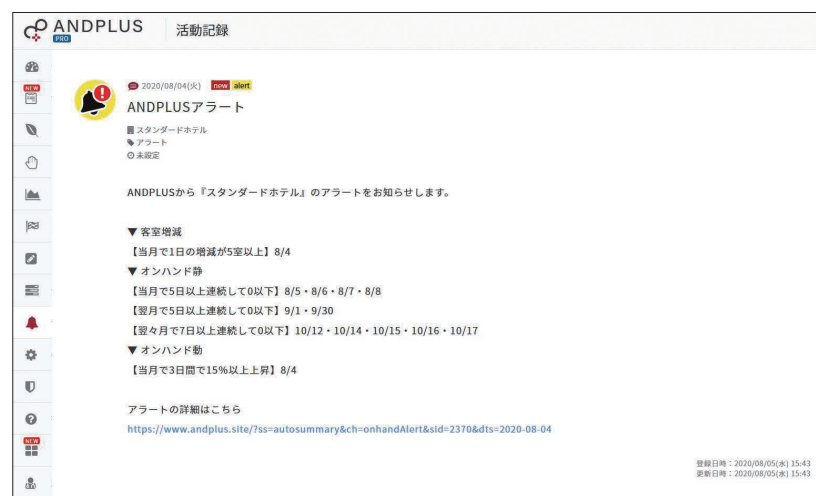 ANDPLUS
PRO
活動記録
NEW
2020/08/04(火) new alert
ANDPLUSアラート
スタンダードホテル
アラート
未設定
ANDPLUSから『スタンダードホテル』のアラートをお知らせします。
▼ 客室増減
【当月で1日の増減が5室以上】8/4
▼ オンハンド静
【当月で5日以上連続して0以下】8/5・8/6・8/7・8/8
【翌月で5日以上連続して0以下】9/1・9/30
【翌々月で7日以上連続して0以下】10/12・10/14・10/15・10/16・10/17
▼ オンハンド動
【当月で3日間で15%以上上昇】8/4
アラートの詳細はこちら
https://www.andplus.site/?ss=autosummary&ch=onhandAlert&sid=2370&dts=2020-08-04
NEW
登録日時：2020/08/05(水) 15:43
更新日時：2020/08/05(水) 15:43